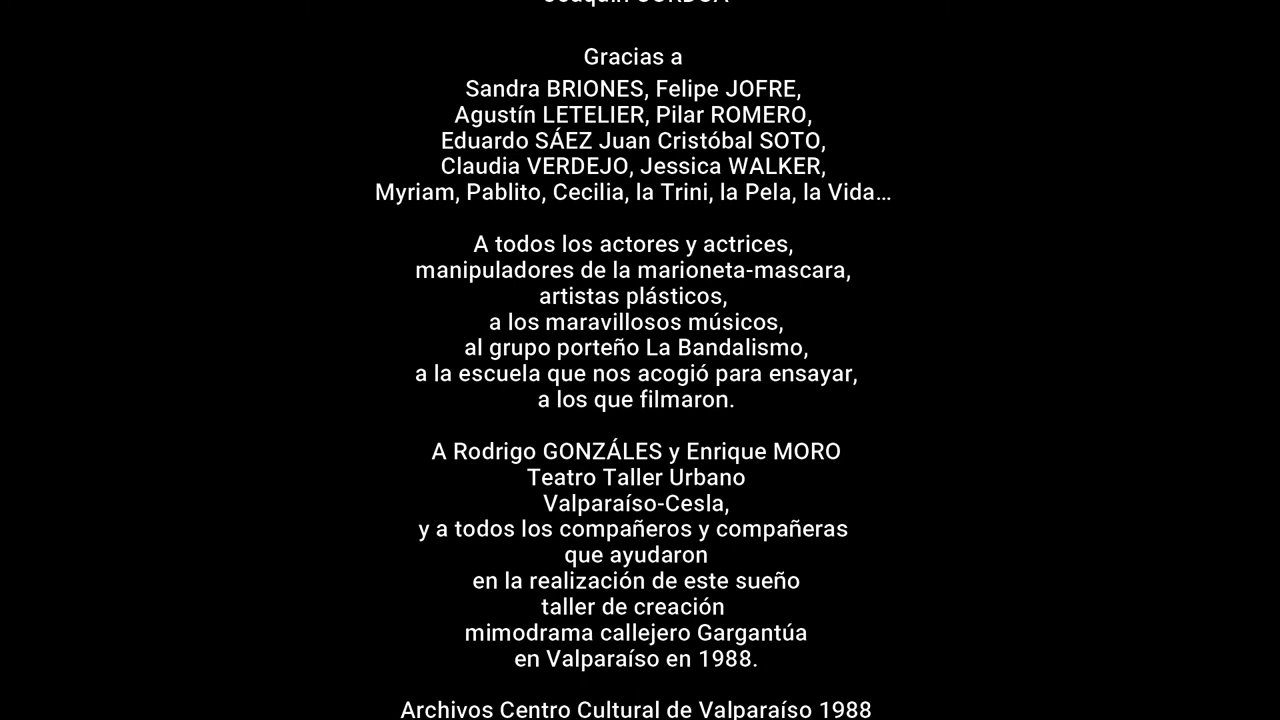 Gracias a
Sandra BRIONES, Felipe JOFRE,
Agustín LETELIER, Pilar ROMERO,
Eduardo SÁEZ Juan Cristóbal SOTO,
Claudia VERDEJO, Jessica WALKER,
Myriam, Pablito, Cecilia, la Trini, la Pela, la Vida...
A todos los actores y actrices,
manipuladores de la marioneta-mascara,
artistas plásticos,
a los maravillosos músicos,
al grupo porteño La Bandalismo,
a la escuela que nos acogió para ensayar,
a los que filmaron.
A Rodrigo GONZÁLES y Enrique MORO
Teatro Taller Urbano
Valparaíso-Cesla,
y a todos los compañeros y compañeras
que ayudaron
en la realización de este sueño
taller de creación
mimodrama callejero Gargantúa
en Valparaíso en 1988.
Archivos Centro Cultural de Valparaíso 1988